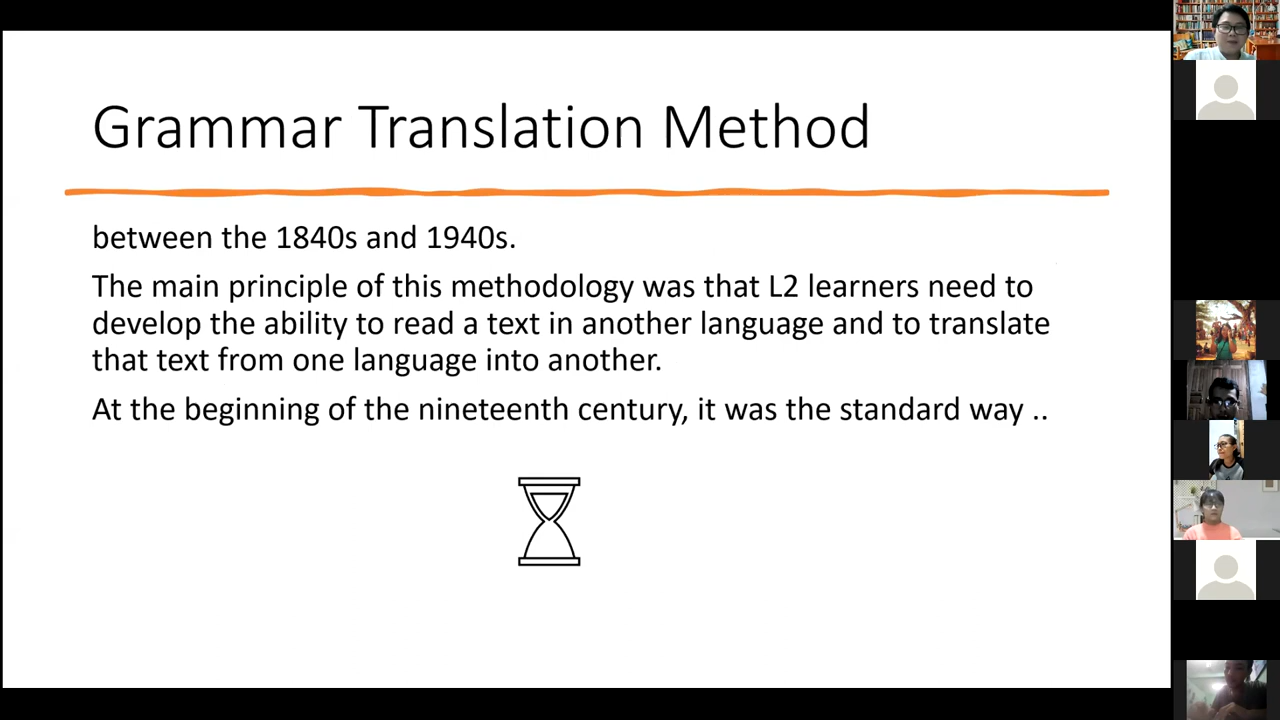 Grammar Translation Method
between the 1840s and 1940s.
The main principle of this methodology was that L2 learners need to
develop the ability to read a text in another language and to translate
that text from one language into another.
At the beginning of the nineteenth century, it was the standard way ..